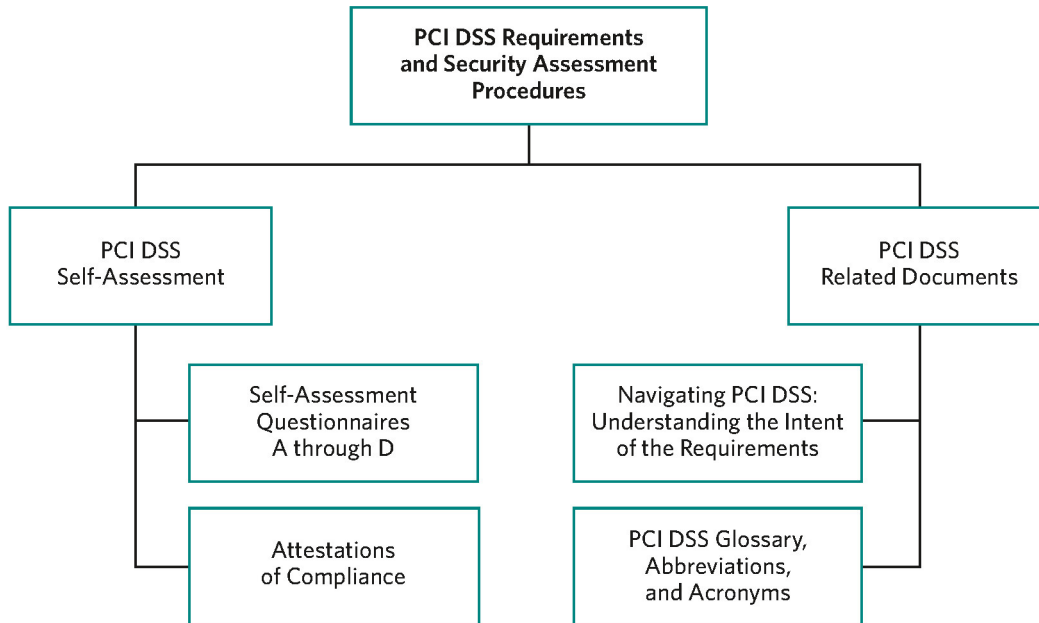 PCI DSS Requirements
and Security Assessment
Procedures
PCI DSS
Self-Assessment
PCI DSS
Related Documents
Self-Assessment
Questionnaires
A through D
Navigating PCI DSS:
Understanding the Intent
of the Requirements
Attestations
of Compliance
PCI DSS Glossary,
Abbreviations,
and Acronyms